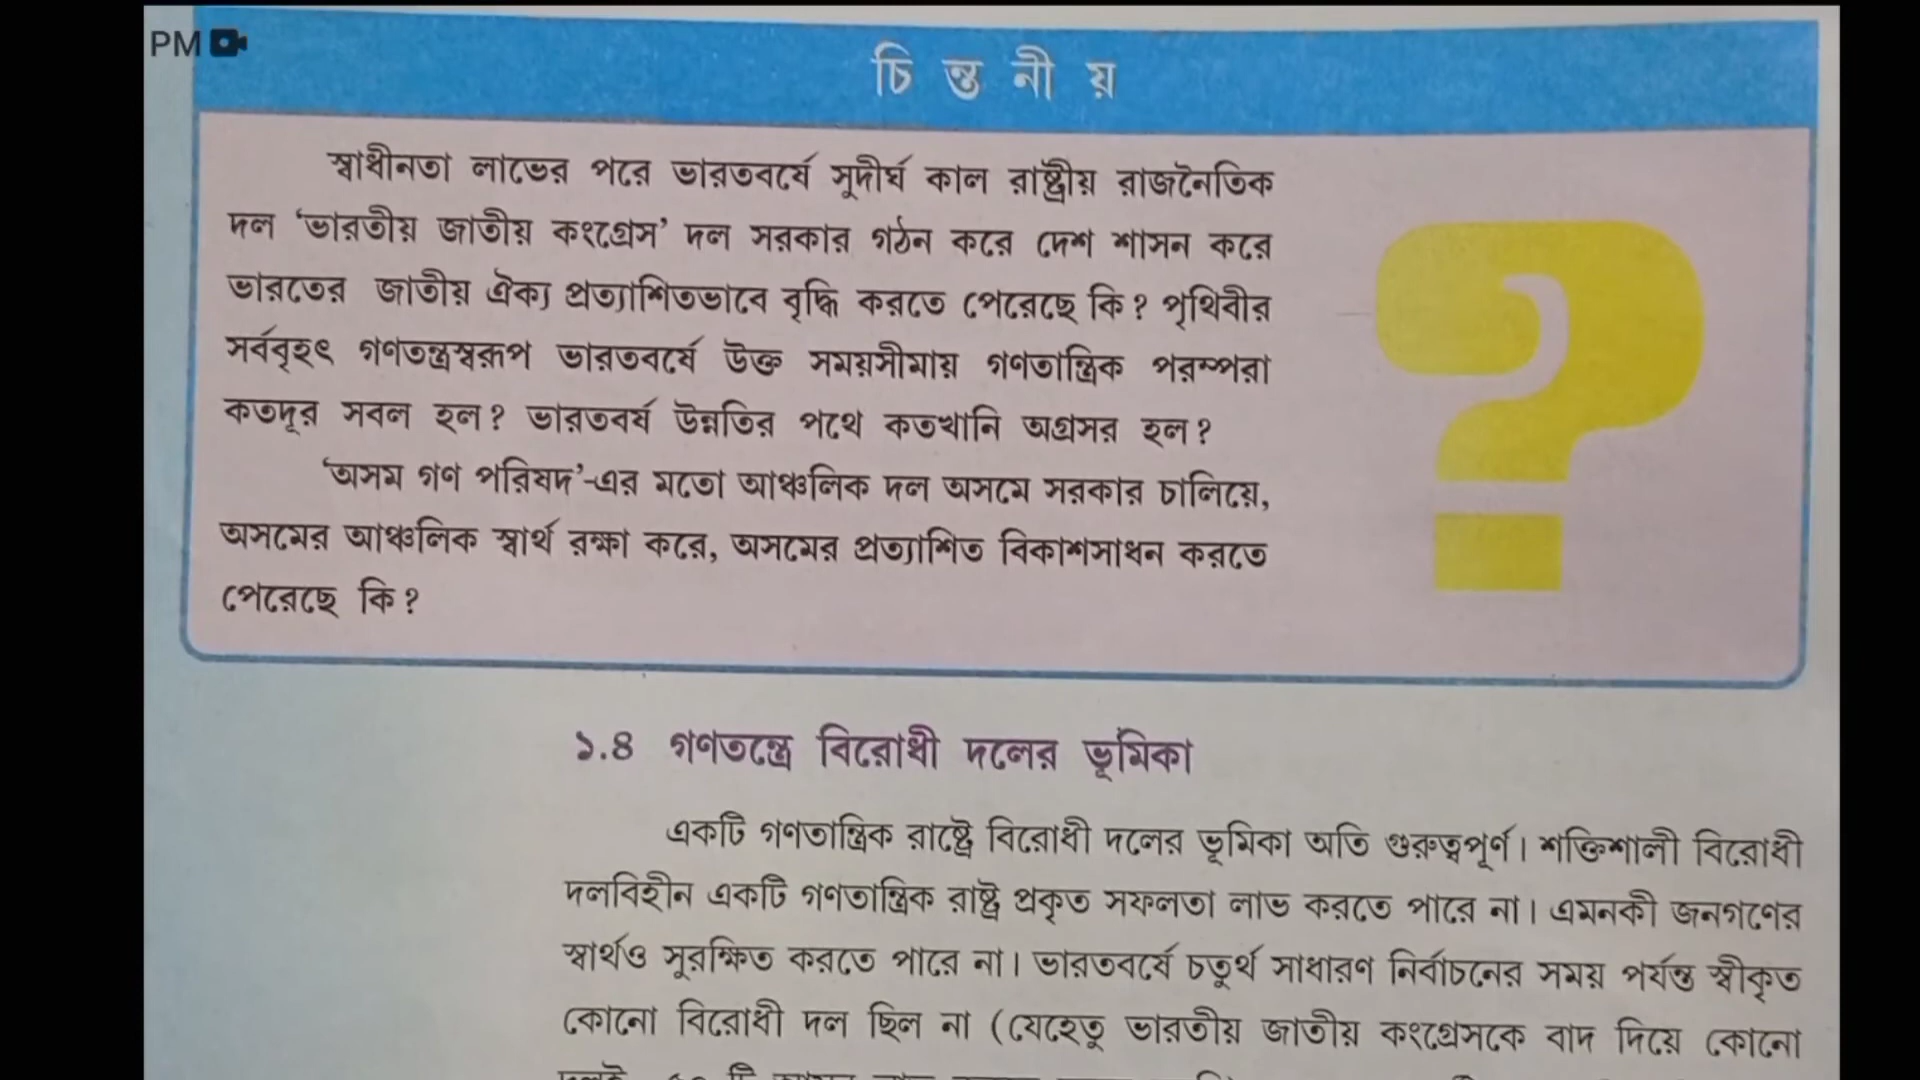 PM
চিন্তনীয়
স্বাধীনতা লাভের পরে ভারতবর্ষে সুদীর্ঘ কাল রাষ্ট্রীয় রাজনৈতিক
দল ‘ভারতীয় জাতীয় কংগ্রেস’ দল সরকার গঠন করে দেশ শাসন করে
ভারতের জাতীয় ঐক্য প্রত্যাশিতভাবে বৃদ্ধি করতে পেরেছে কি? পৃথিবীর
সর্ববৃহৎ গণতন্ত্রস্বরূপ ভারতবর্ষে উক্ত সময়সীমায় গণতান্ত্রিক পরম্পরা
কতদূর সবল হল? ভারতবর্ষ উন্নতির পথে কতখানি অগ্রসর হল?
‘অসম গণ পরিষদ’-এর মতো আঞ্চলিক দল অসমে সরকার চালিয়ে,
অসমের আঞ্চলিক স্বার্থ রক্ষা করে, অসমের প্রত্যাশিত বিকাশসাধন করতে
পেরেছে কি?
?
১.৪ গণতন্ত্রে বিরোধী দলের ভূমিকা
একটি গণতান্ত্রিক রাষ্ট্রে বিরোধী দলের ভূমিকা অতি গুরুত্বপূর্ণ। শক্তিশালী বিরোধী
দলবিহীন একটি গণতান্ত্রিক রাষ্ট্র প্রকৃত সফলতা লাভ করতে পারে না। এমনকী জনগণের
স্বার্থও সুরক্ষিত করতে পারে না। ভারতবর্ষে চতুর্থ সাধারণ নির্বাচনের সময় পর্যন্ত স্বীকৃত
কোনো বিরোধী দল ছিল না (যেহেতু ভারতীয় জাতীয় কংগ্রেসকে বাদ দিয়ে কোনো